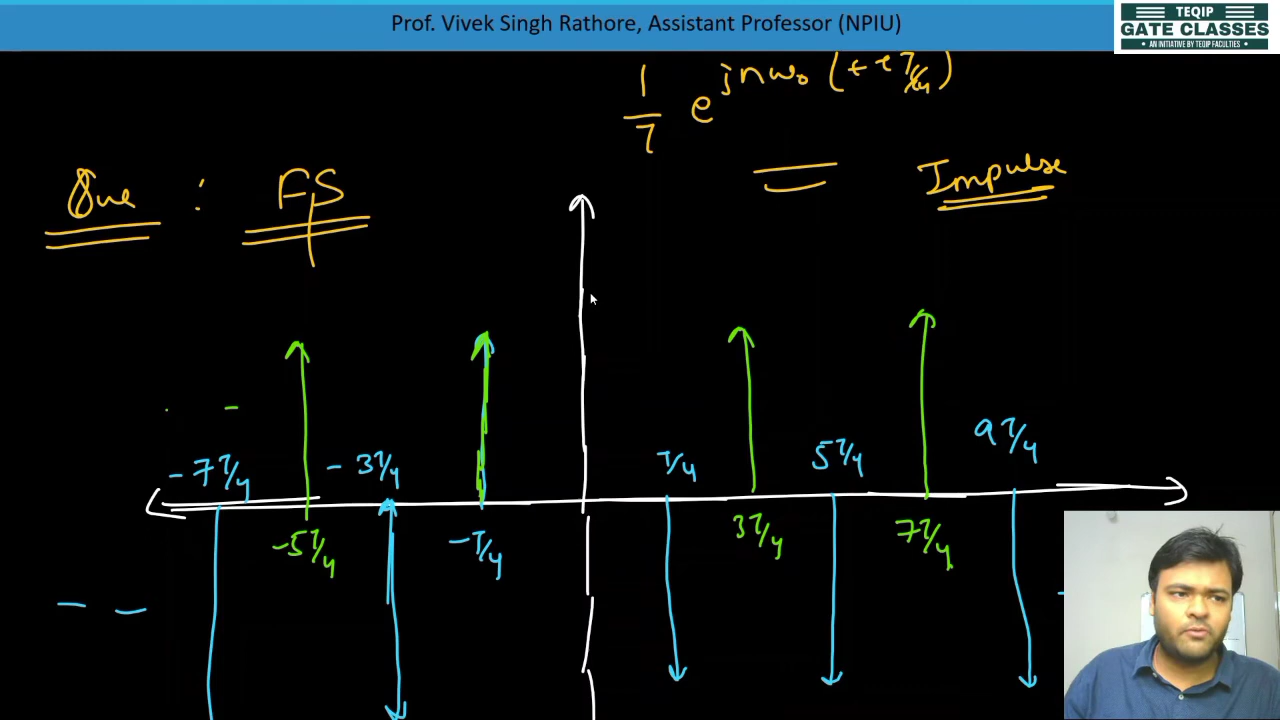 Prof. Vivek Singh Rathore, Assistant Professor (NPIU)
TEQIP
GATE CLASSES
AN INITIATIVE BY TEQIP FACULTIES
1/T e^jnω₀(
Que : FS
Impulse
-7T/4 -3T/4 T/4 5T/4 9T/4
-5T/4 -T/4 3T/4 7T/4